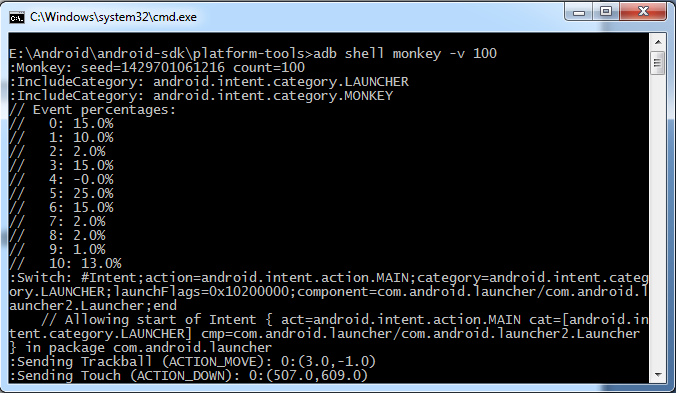 C:\Windows\system32\cmd.exe
E:\Android\android-sdk\platform-tools>adb shell monkey -v 100
:Monkey: seed=1429701061216 count=100
:IncludeCategory: android.intent.category.LAUNCHER
:IncludeCategory: android.intent.category.MONKEY
// Event percentages:
//   0: 15.0%
//   1: 10.0%
//   2: 2.0%
//   3: 15.0%
//   4: -0.0%
//   5: 25.0%
//   6: 15.0%
//   7: 2.0%
//   8: 2.0%
//   9: 1.0%
//   10: 13.0%
:Switch: #Intent;action=android.intent.action.MAIN;category=android.intent.categ
ory.LAUNCHER;launchFlags=0x10200000;component=com.android.launcher/com.android.l
auncher2.Launcher;end
    // Allowing start of Intent { act=android.intent.action.MAIN cat=[android.in
tent.category.LAUNCHER] cmp=com.android.launcher/com.android.launcher2.Launcher
} in package com.android.launcher
:Sending Trackball (ACTION_MOVE): 0:(3.0,-1.0)
:Sending Touch (ACTION_DOWN): 0:(507.0,609.0)